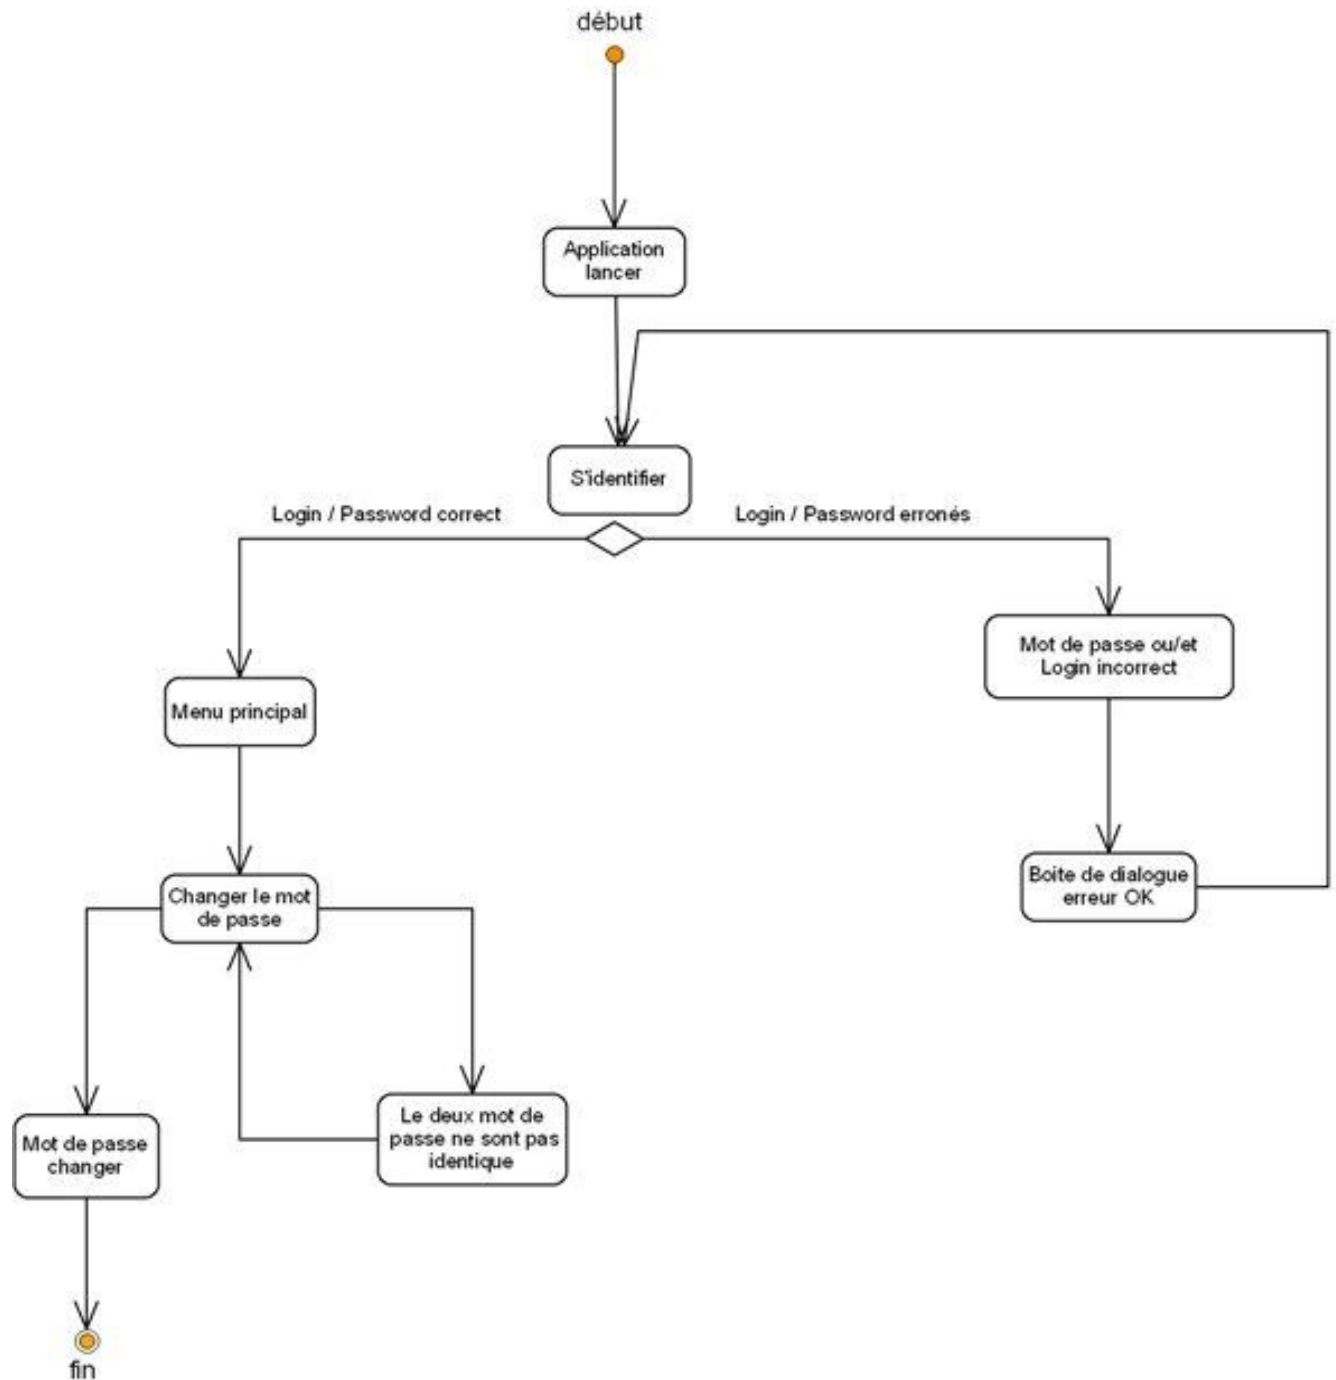 début
Application
lancer
S'identifier
Login / Password correct
Login / Password erronés
Mot de passe ou/et
Login incorrect
Menu principal
Boite de dialogue
erreur OK
Changer le mot
de passe
Le deux mot de
passe ne sont pas
identique
Mot de passe
changer
fin